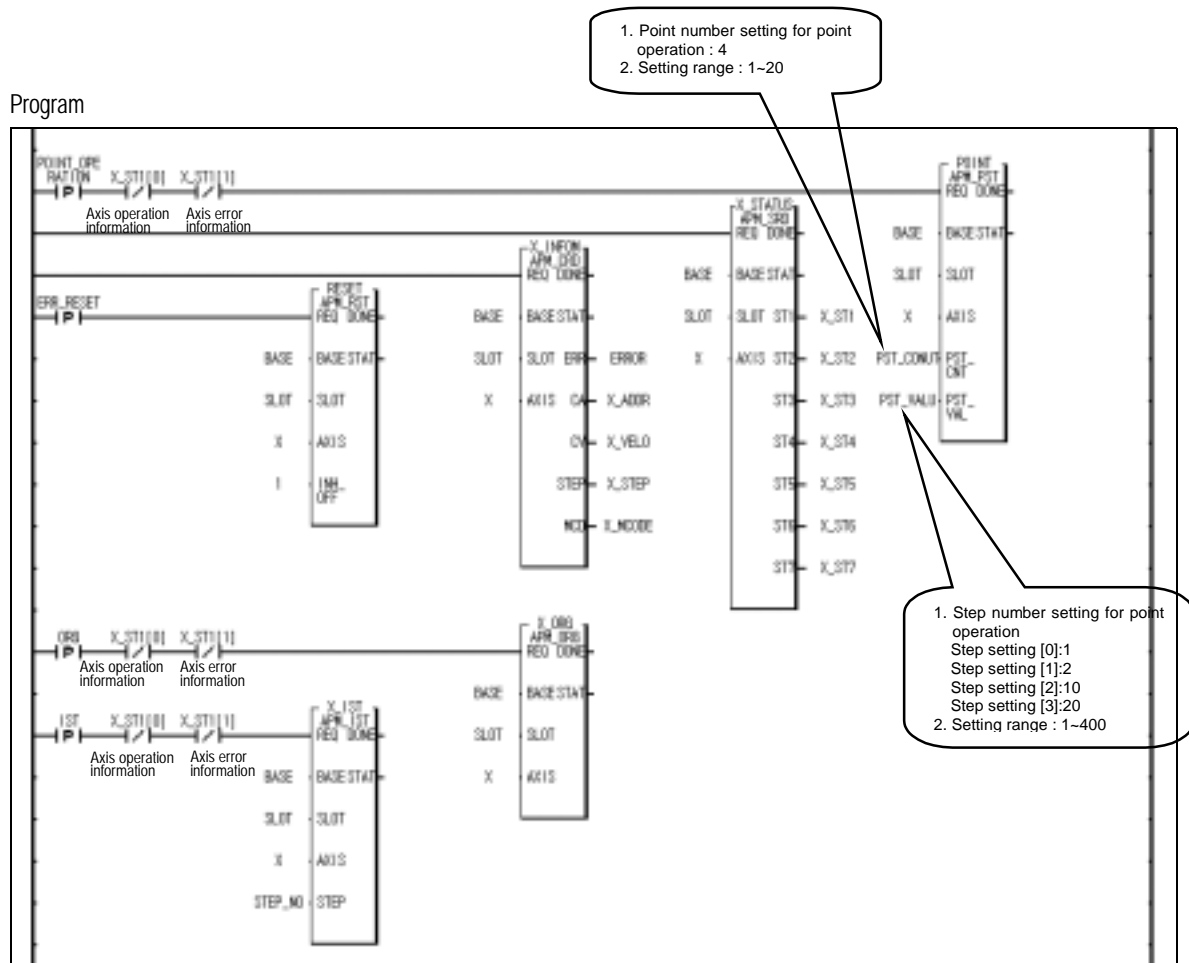 1. Point number setting for point
operation : 4
2. Setting range : 1~20
Program
POINT_OPE
RATION X_ST1[0] X_ST1[1]
Axis operation
information
Axis error
information
POINT
APM_PST
REQ DONE
BASE BASE STAT
SLOT SLOT
X AXIS
PST_CONUT PST_
CNT
PST_VALU PST_
VAL
X_STATUS
APM_SRD
REQ DONE
BASE BASE STAT
SLOT SLOT ST1 X_ST1
X AXIS ST2 X_ST2
ST3 X_ST3
ST4 X_ST4
ST5 X_ST5
ST6 X_ST6
ST7 X_ST7
APM_CRD
REQ DONE
BASE BASE STAT
SLOT SLOT ERR ERROR
X AXIS CA X_ADDR
CV X_VELO
STEP X_STEP
MCD X_MCODE
ERR_RESET
RESET
APM_RST
REQ DONE
BASE BASE STAT
SLOT SLOT
X AXIS
1 INH_
OFF
1. Step number setting for point
operation
Step setting [0]:1
Step setting [1]:2
Step setting [2]:10
Step setting [3]:20
2. Setting range : 1~400
ORG X_ST1[0] X_ST1[1]
Axis operation
information
Axis error
information
X_ORG
APM_ORG
REQ DONE
BASE BASE STAT
SLOT SLOT
X AXIS
IST X_ST1[0] X_ST1[1]
Axis operation
information
Axis error
information
X_IST
APM_IST
REQ DONE
BASE BASE STAT
SLOT SLOT
X AXIS
STEP_NO STEP